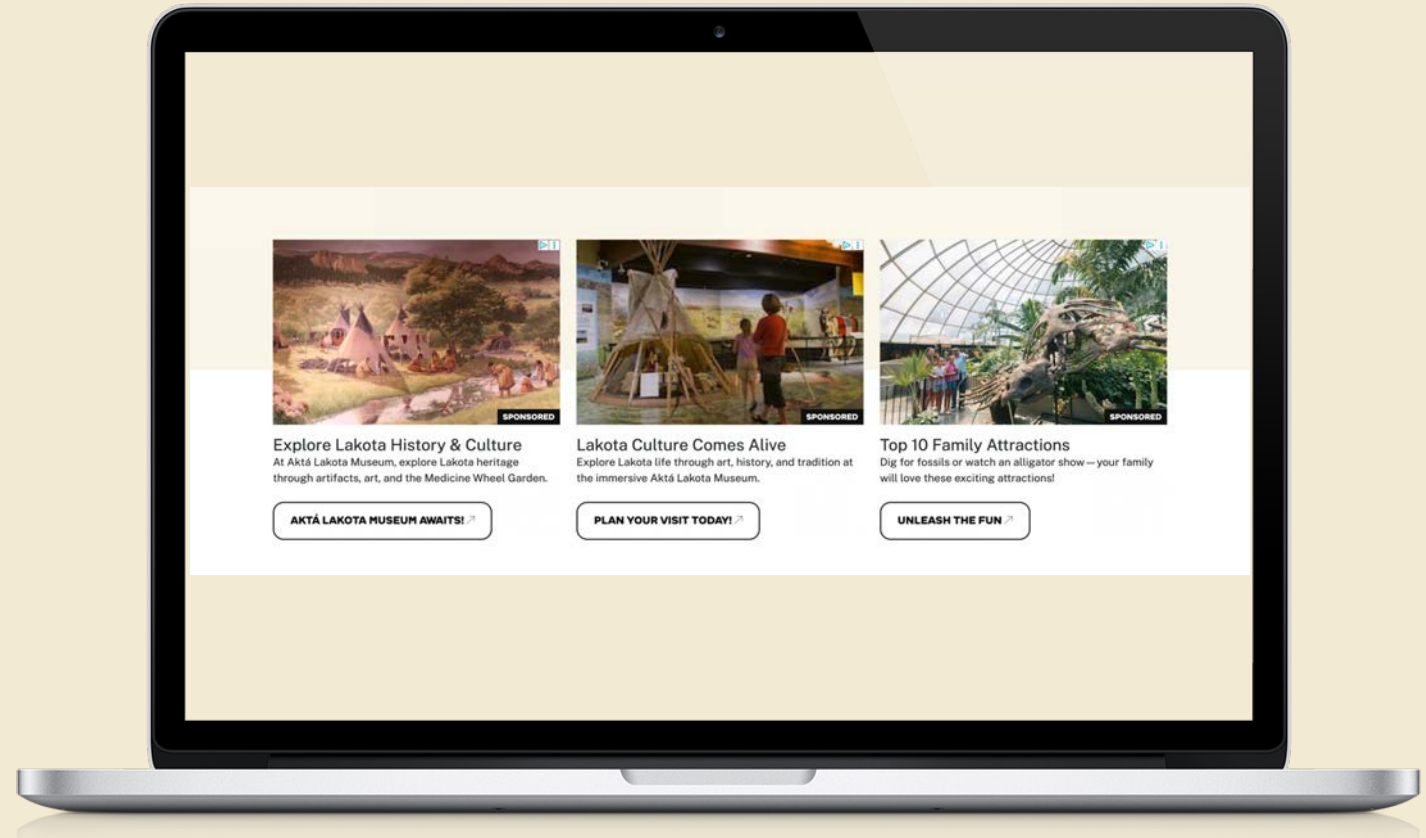 SPONSORED
Explore Lakota History & Culture
At Aktá Lakota Museum, explore Lakota heritage
through artifacts, art, and the Medicine Wheel Garden.
AKTÁ LAKOTA MUSEUM AWAITS!
SPONSORED
Lakota Culture Comes Alive
Explore Lakota life through art, history, and tradition at
the immersive Aktá Lakota Museum.
PLAN YOUR VISIT TODAY!
SPONSORED
Top 10 Family Attractions
Dig for fossils or watch an alligator show—your family
will love these exciting attractions!
UNLEASH THE FUN